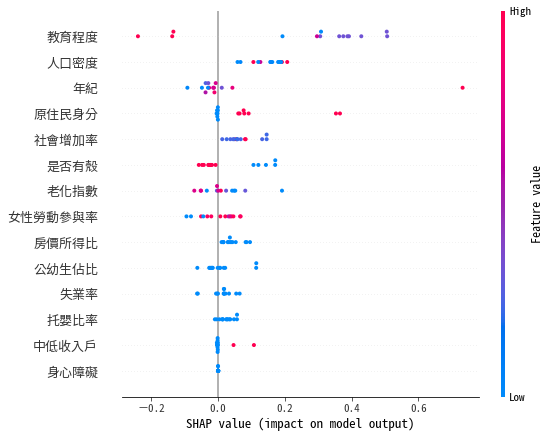 High
教育程度
人口密度
年紀
原住民身分
社會增加率
是否有殼
老化指數
女性勞動參與率
房價所得比
公幼生佔比
失業率
托嬰比率
中低收入戶
身心障礙
Feature value
Low
−0.2 0.0 0.2 0.4 0.6
SHAP value (impact on model output)